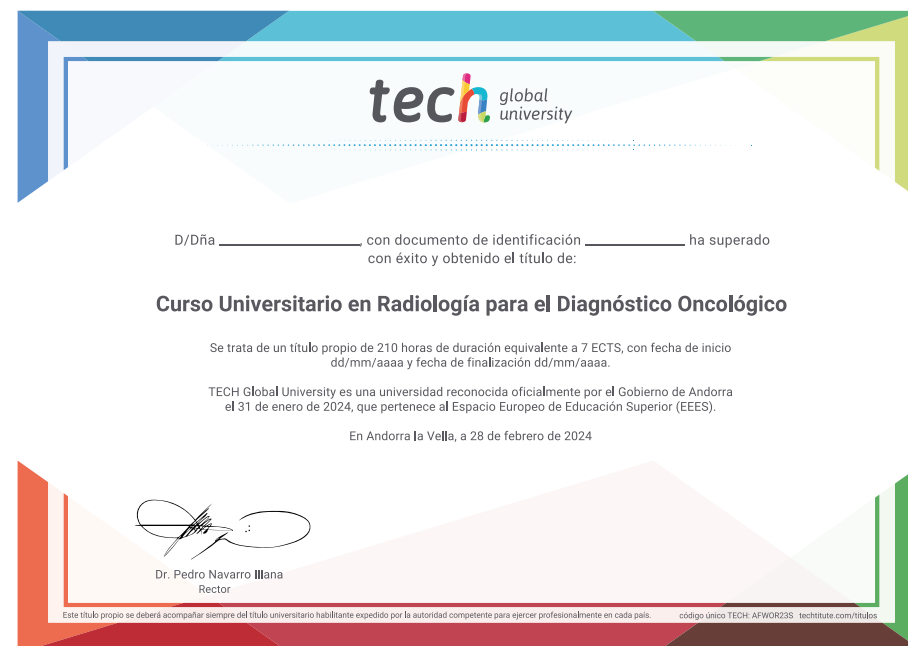 tech global university
D/Dña ____________________, con documento de identificación ______________ ha superado
con éxito y obtenido el título de:
Curso Universitario en Radiología para el Diagnóstico Oncológico
Se trata de un título propio de 210 horas de duración equivalente a 7 ECTS, con fecha de inicio
dd/mm/aaaa y fecha de finalización dd/mm/aaaa.
TECH Global University es una universidad reconocida oficialmente por el Gobierno de Andorra
el 31 de enero de 2024, que pertenece al Espacio Europeo de Educación Superior (EEES).
En Andorra la Vella, a 28 de febrero de 2024
Dr. Pedro Navarro Illana
Rector
Este título propio se deberá acompañar siempre del título universitario habilitante expedido por la autoridad competente para ejercer profesionalmente en cada país. código único TECH: AFWOR23S techtitute.com/titulos